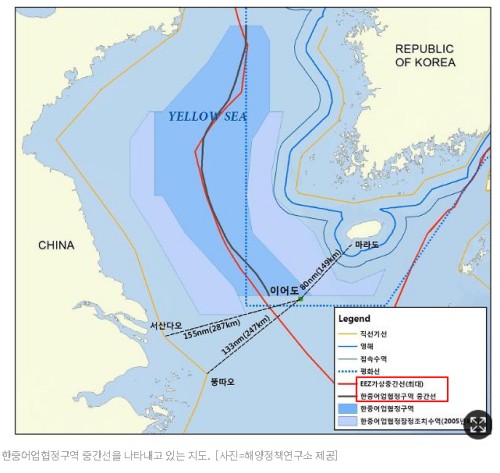 REPUBLIC
OF KOREA
YELLOW SEA
CHINA
마라도
80nm(149km)
이어도
서산다오
155nm(287km)
133nm(247km)
뚱따오
Legend
직선기선
영해
접속수역
평화선
EEZ가상중간선(최대)
한중어업협정구역 중간선
한중어업협정구역
한중어업협정잠정조치수역(2005년
한중어업협정구역 중간선을 나타내고 있는 지도. [사진=해양정책연구소 제공]